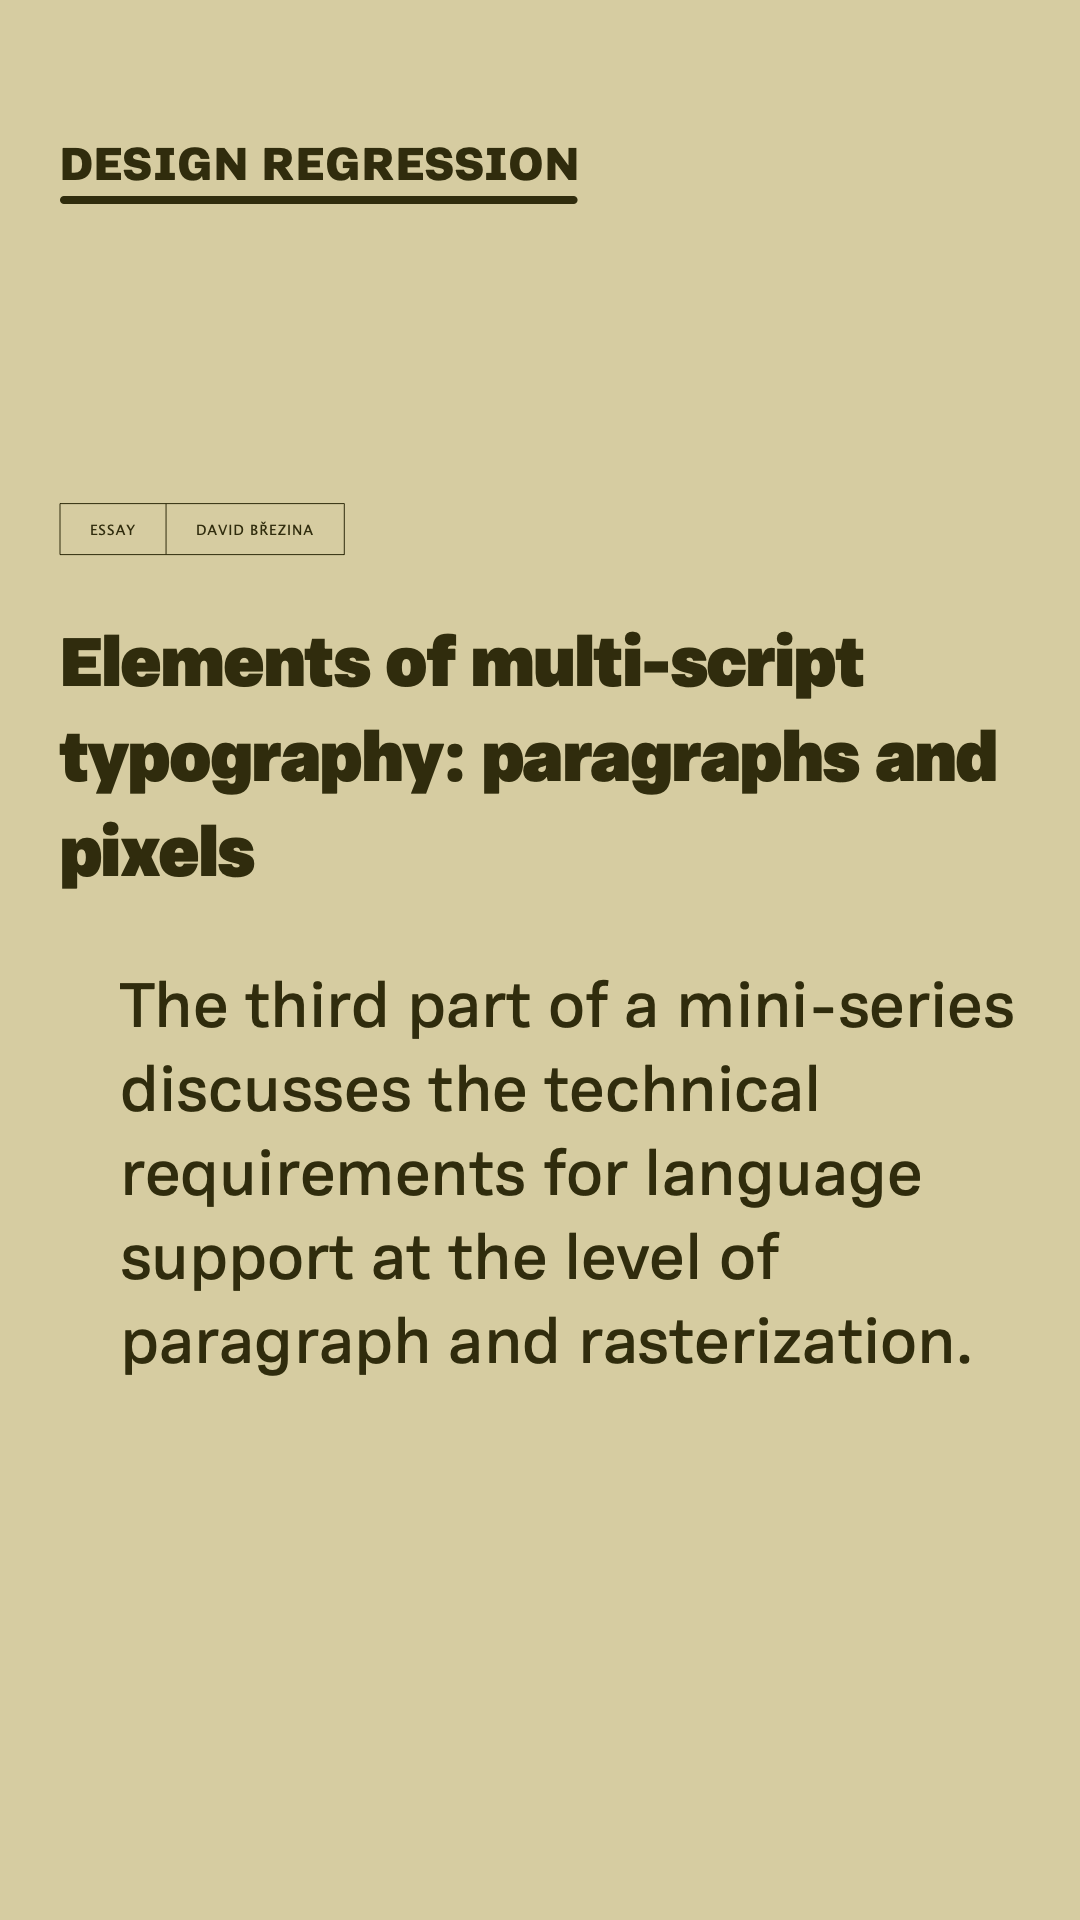 DESIGN REGRESSION
ESSAY
DAVID BŘEZINA
Elements of multi-script
typography: paragraphs and
pixels
The third part of a mini-series
discusses the technical
requirements for language
support at the level of
paragraph and rasterization.